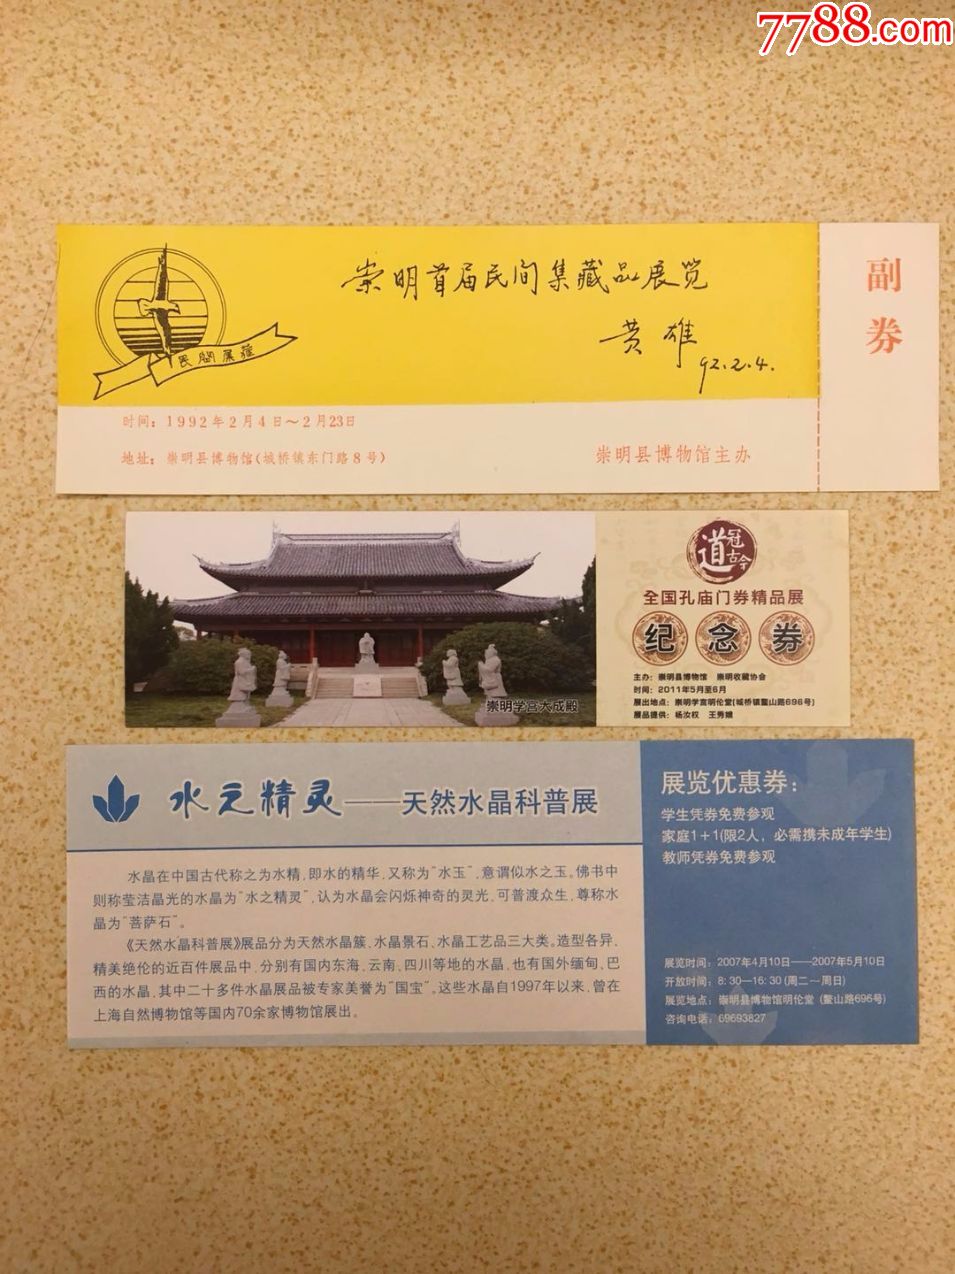 7788.com
崇明首届民间集藏品展览
黄雄
92.2.4.
时间：1992年2月4日～2月23日
地址：崇明县博物馆(城桥镇东门路8号)
崇明县博物馆主办
副券
崇明学宫大成殿
道冠古今
全国孔庙门券精品展
纪念券
主办：崇明县博物馆 崇明收藏协会
时间：2011年5月至6月
展出地点：崇明学宫明伦堂(城桥镇鳌山路696号)
展品提供：杨汝权 王秀娥
水之精灵——天然水晶科普展
水晶在中国古代称之为水精，即水的精华，又称为“水玉”，意谓似水之玉。佛书中
则称莹洁晶光的水晶为“水之精灵”，认为水晶会闪烁神奇的灵光，可普渡众生，尊称水
晶为“菩萨石”。
《天然水晶科普展》展品分为天然水晶簇、水晶景石、水晶工艺品三大类。造型各异、
精美绝伦的近百件展品中，分别有国内东海、云南、四川等地的水晶，也有国外缅甸、巴
西的水晶，其中二十多件水晶展品被专家美誉为“国宝”。这些水晶自1997年以来，曾在
上海自然博物馆等国内70余家博物馆展出。
展览优惠券：
学生凭券免费参观
家庭1+1(限2人，必需携未成年学生)
教师凭券免费参观
展览时间：2007年4月10日——2007年5月10日
开放时间：8:30—16:30 (周二—周日)
展览地点：崇明县博物馆明伦堂 (鳌山路696号)
咨询电话：69693827